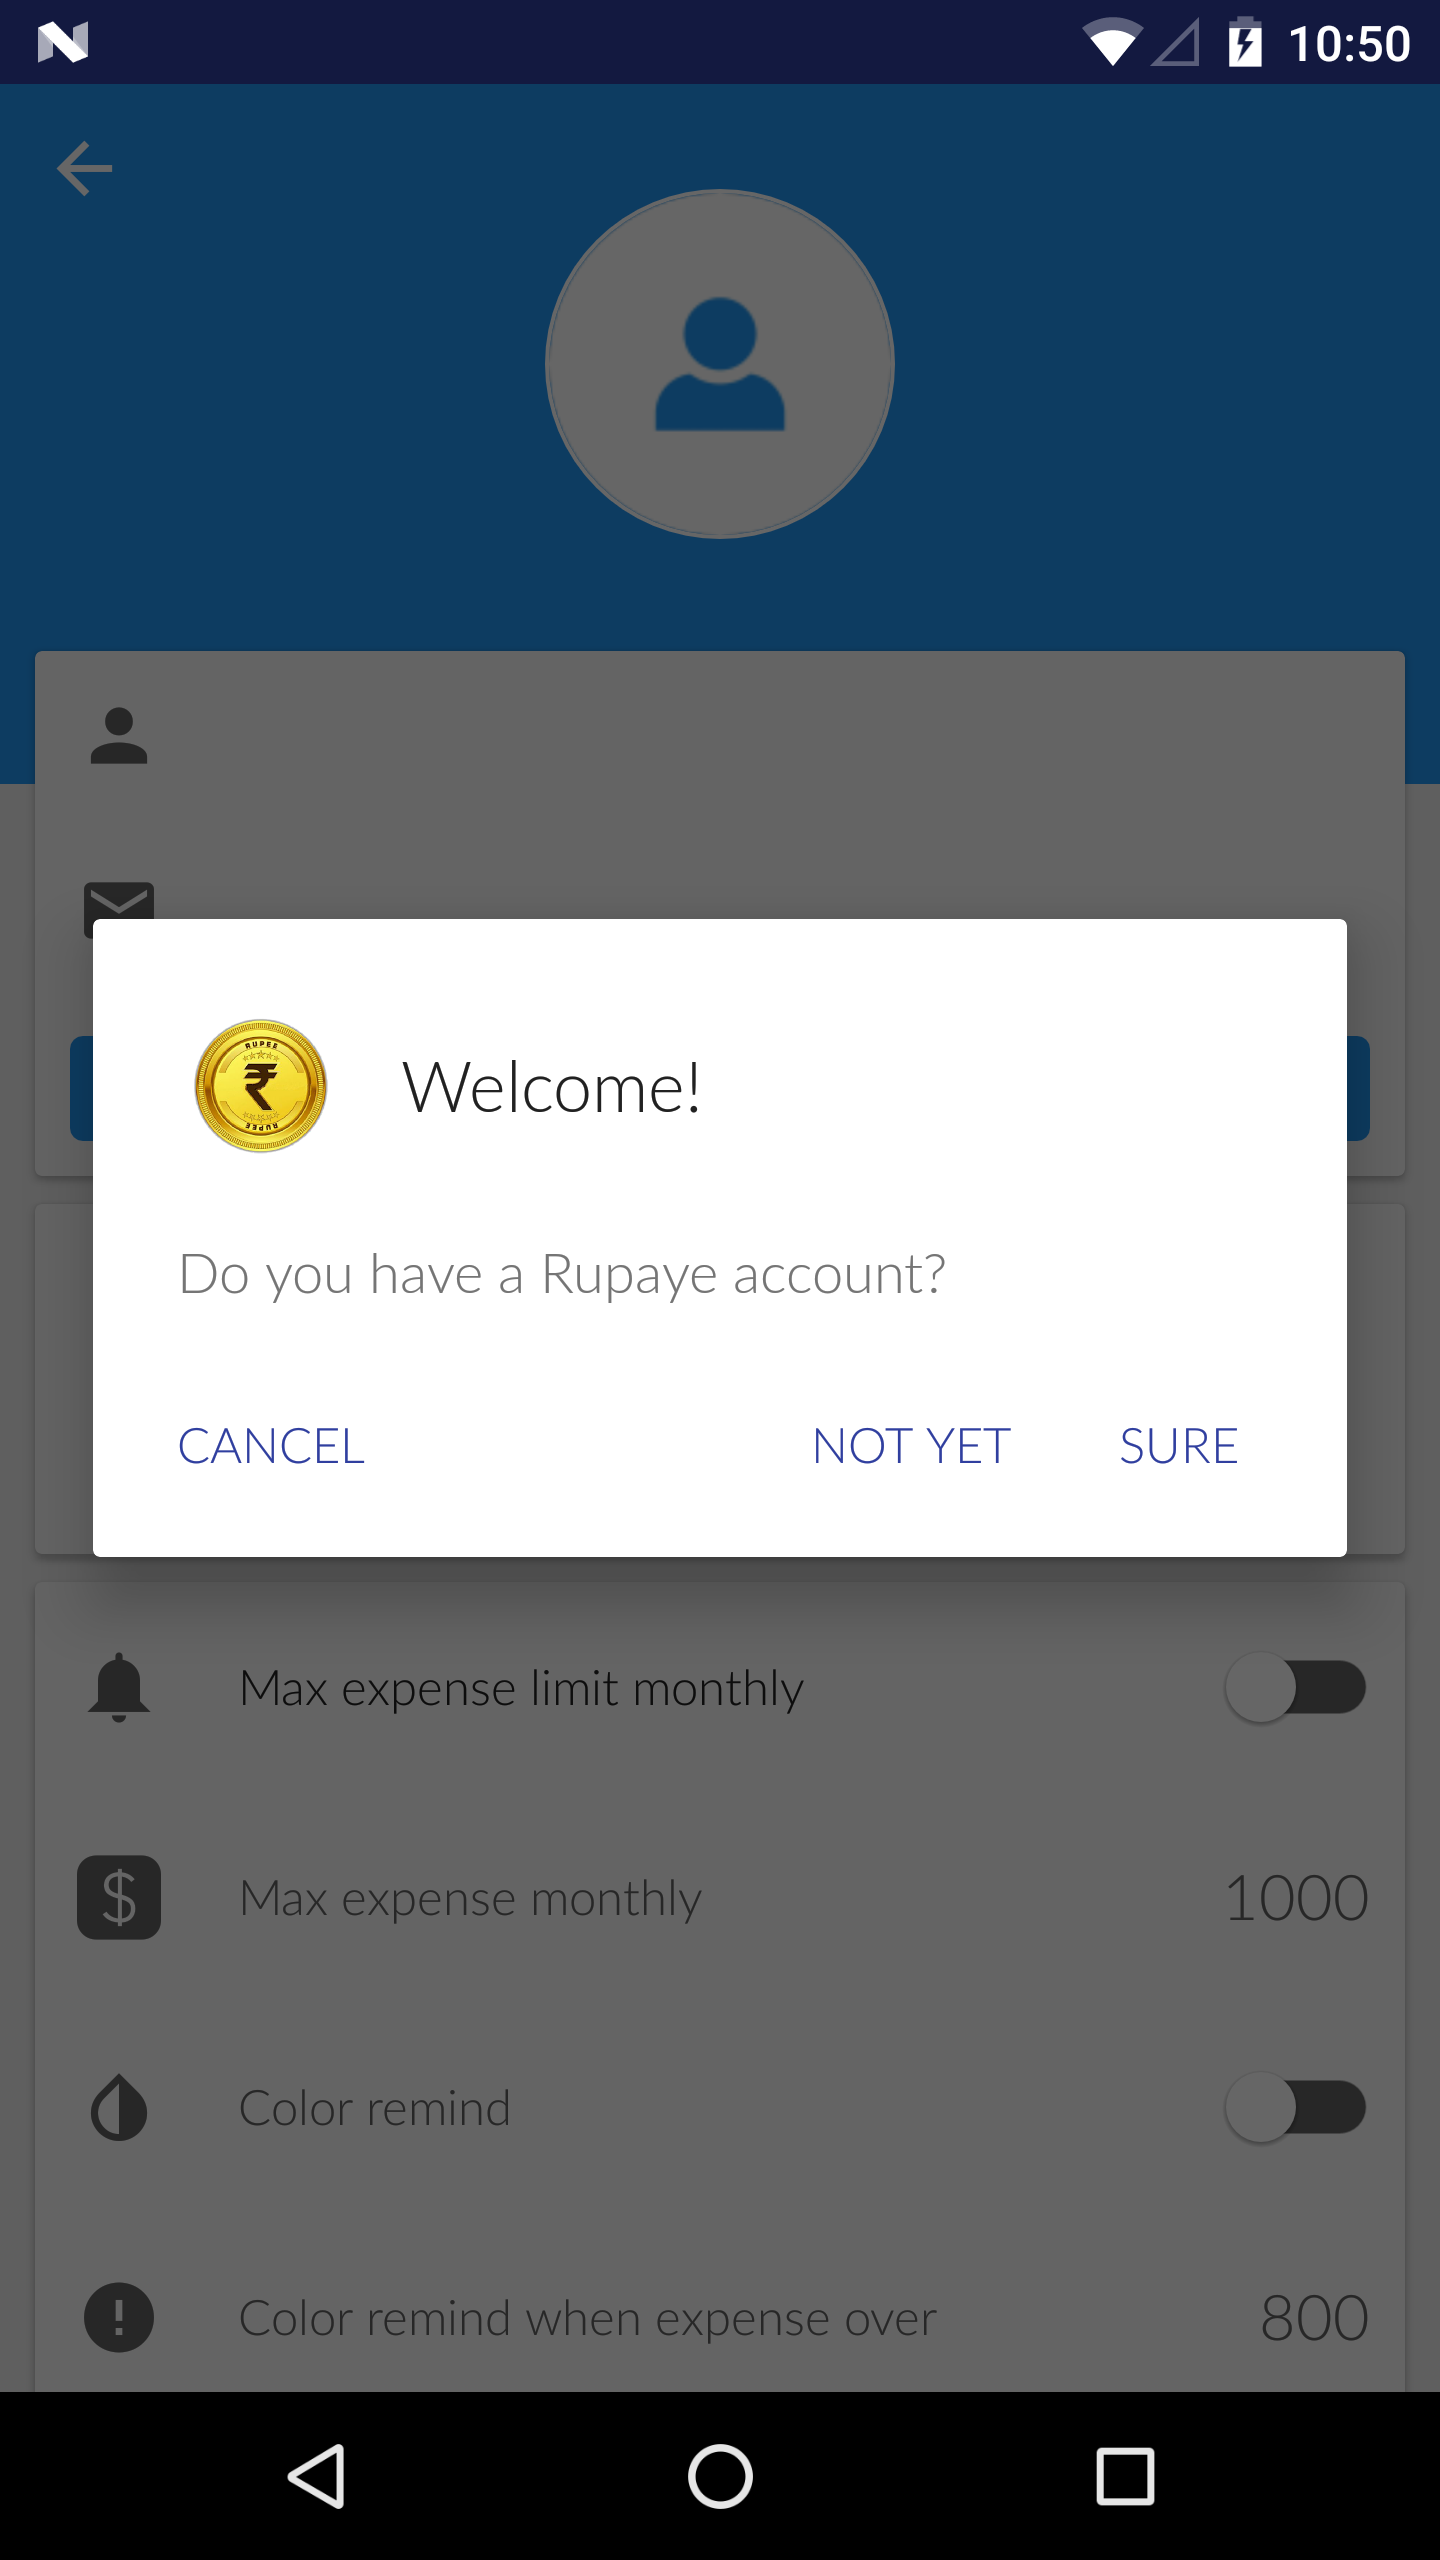 10:50
RUPEE
₹
RUPEE
Welcome!
Do you have a Rupaye account?
CANCEL
NOT YET
SURE
Max expense limit monthly
$
Max expense monthly
1000
Color remind
Color remind when expense over
800